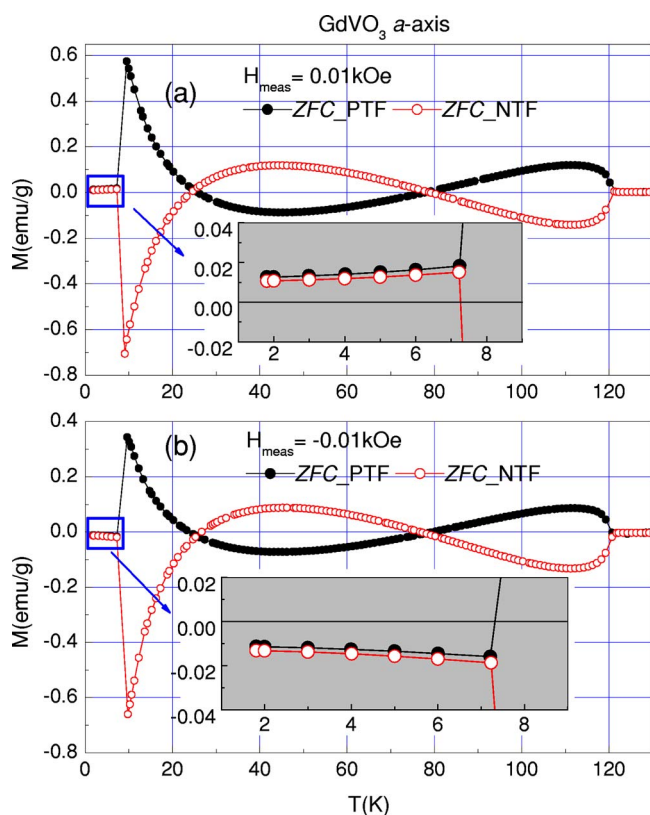 GdVO₃ a-axis
0.6
(a)
H_meas = 0.01kOe
ZFC_PTF ZFC_NTF
0.4
0.2
0.0
-0.2
-0.4
-0.6
-0.8
M(emu/g)
0.04
0.02
0.00
-0.02
2 4 6 8
0 20 40 60 80 100 120
0.4
(b)
H_meas = -0.01kOe
ZFC_PTF ZFC_NTF
0.2
0.0
-0.2
-0.4
-0.6
-0.8
M(emu/g)
0.02
0.00
-0.02
-0.04
2 4 6 8
0 20 40 60 80 100 120
T(K)